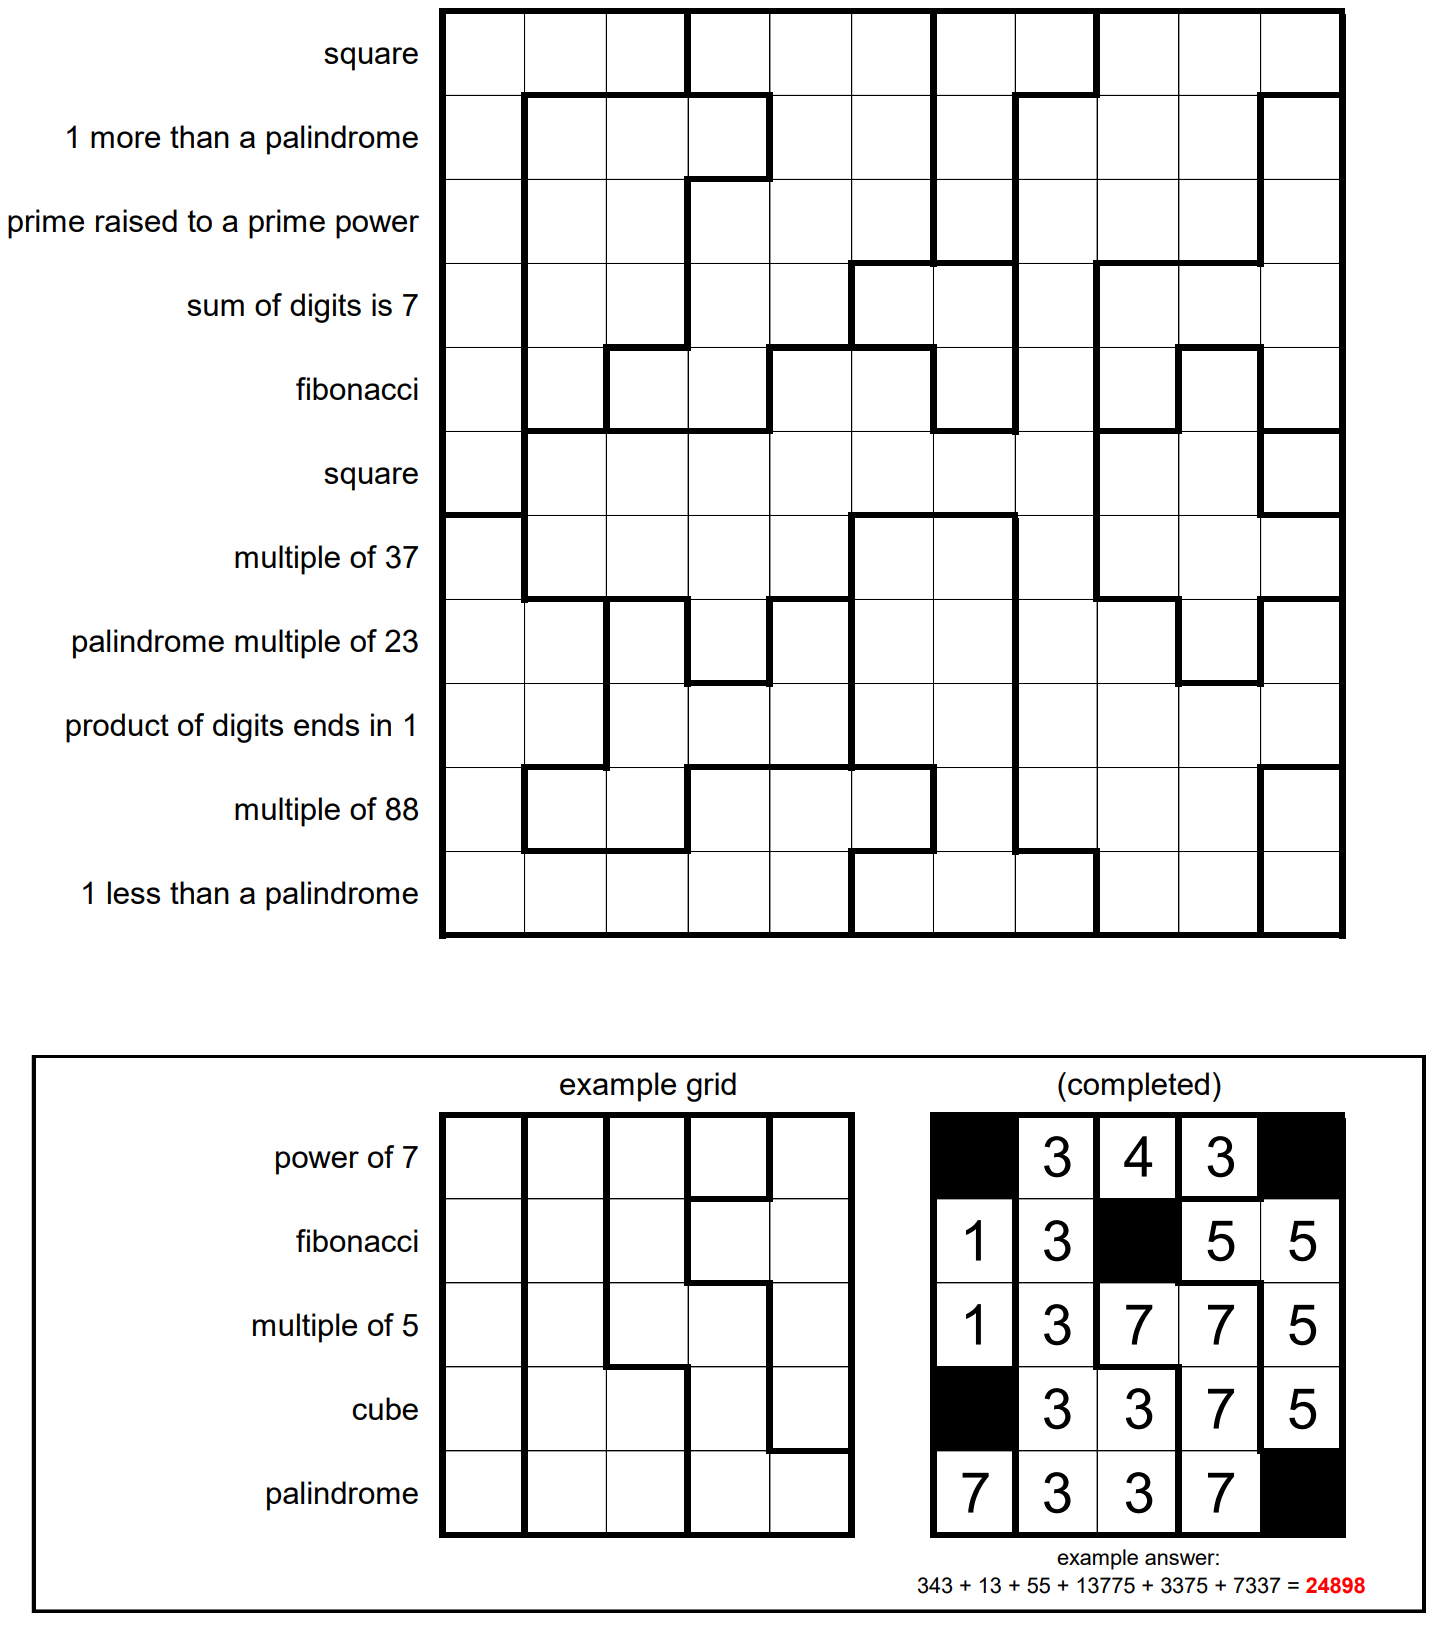 square
1 more than a palindrome
prime raised to a prime power
sum of digits is 7
fibonacci
square
multiple of 37
palindrome multiple of 23
product of digits ends in 1
multiple of 88
1 less than a palindrome
example grid (completed)
power of 7 3 4 3
fibonacci 1 3 5 5
multiple of 5 1 3 7 7 5
cube 3 3 7 5
palindrome 7 3 3 7
example answer:
343 + 13 + 55 + 13775 + 3375 + 7337 = 24898